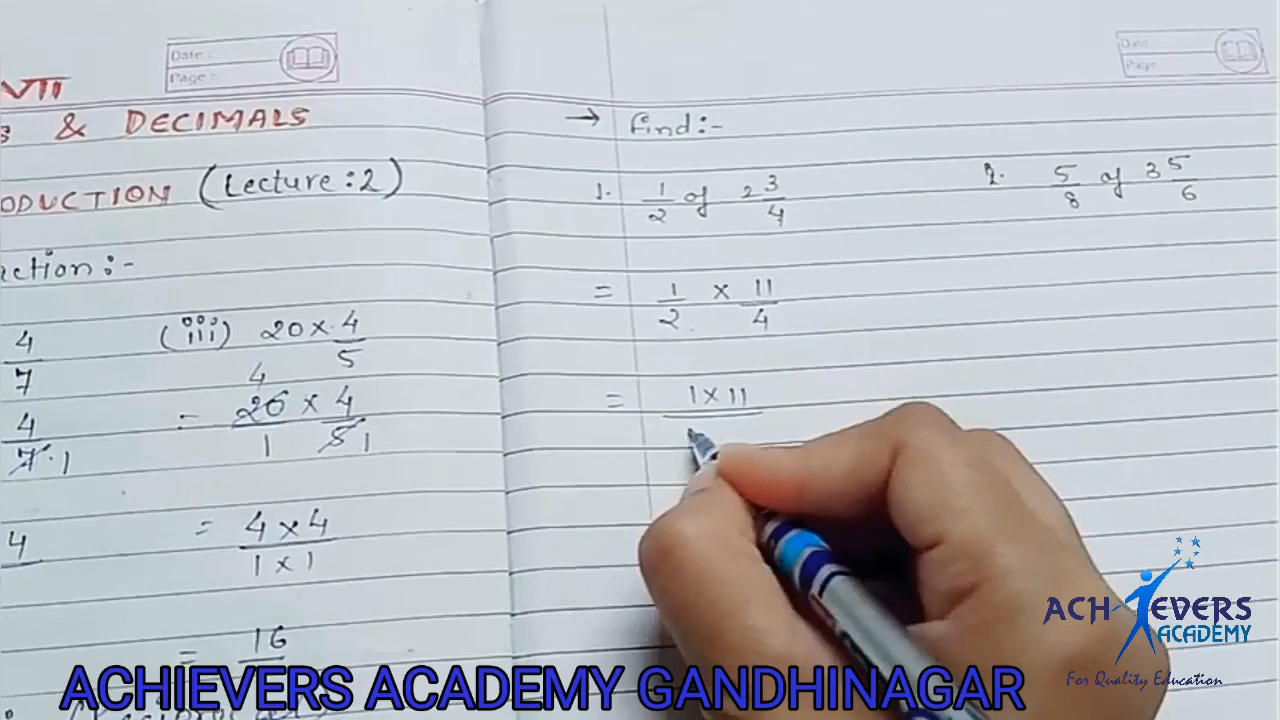 Date :
Page :
VII
& DECIMALS
ODUCTION (Lecture:2)
ction:-
4/7
(iii) 20 × 4/5
4
4/7 1
= 20/1 × 4/5 1
4
= 4×4/1×1
= 16
Date
Page
→ Find:-
1. 1/2 of 2 3/4
2. 5/8 of 3 5/6
= 1/2 × 11/4
= 1×11
ACHIEVERS
ACADEMY
For Quality Education
ACHIEVERS ACADEMY GANDHINAGAR